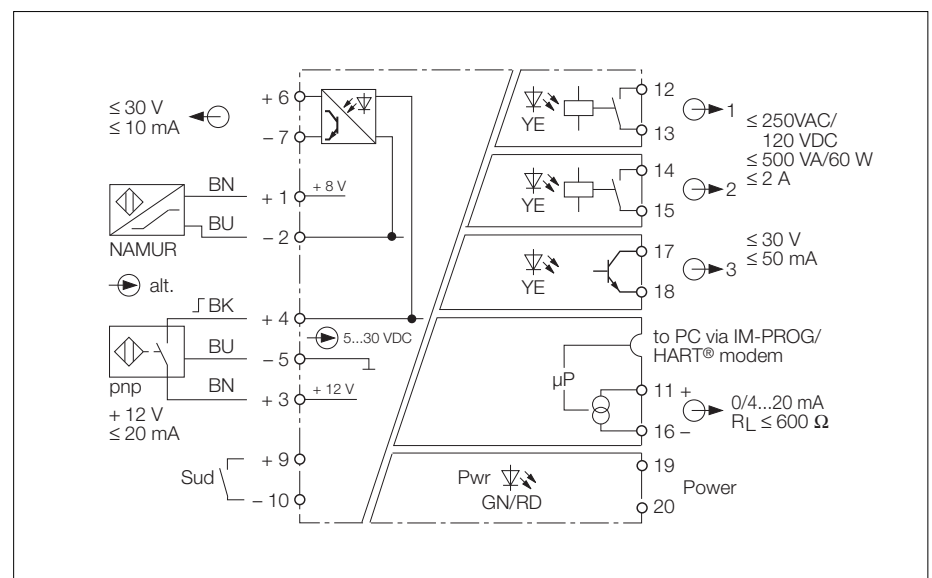 ≤ 30 V
≤ 10 mA
+ 6
– 7
BN
+ 1
+ 8 V
BU
– 2
NAMUR
alt.
BK
+ 4
5...30 VDC
BU
– 5
pnp
BN
+ 3
+ 12 V
+ 12 V
≤ 20 mA
Sud
+ 9
– 10
YE
12
13
1
≤ 250VAC/
120 VDC
≤ 500 VA/60 W
≤ 2 A
YE
14
15
2
YE
17
18
3
≤ 30 V
≤ 50 mA
to PC via IM-PROG/
HART® modem
µP
11 +
16 –
0/4...20 mA
RL ≤ 600 Ω
Pwr
GN/RD
19
20
Power